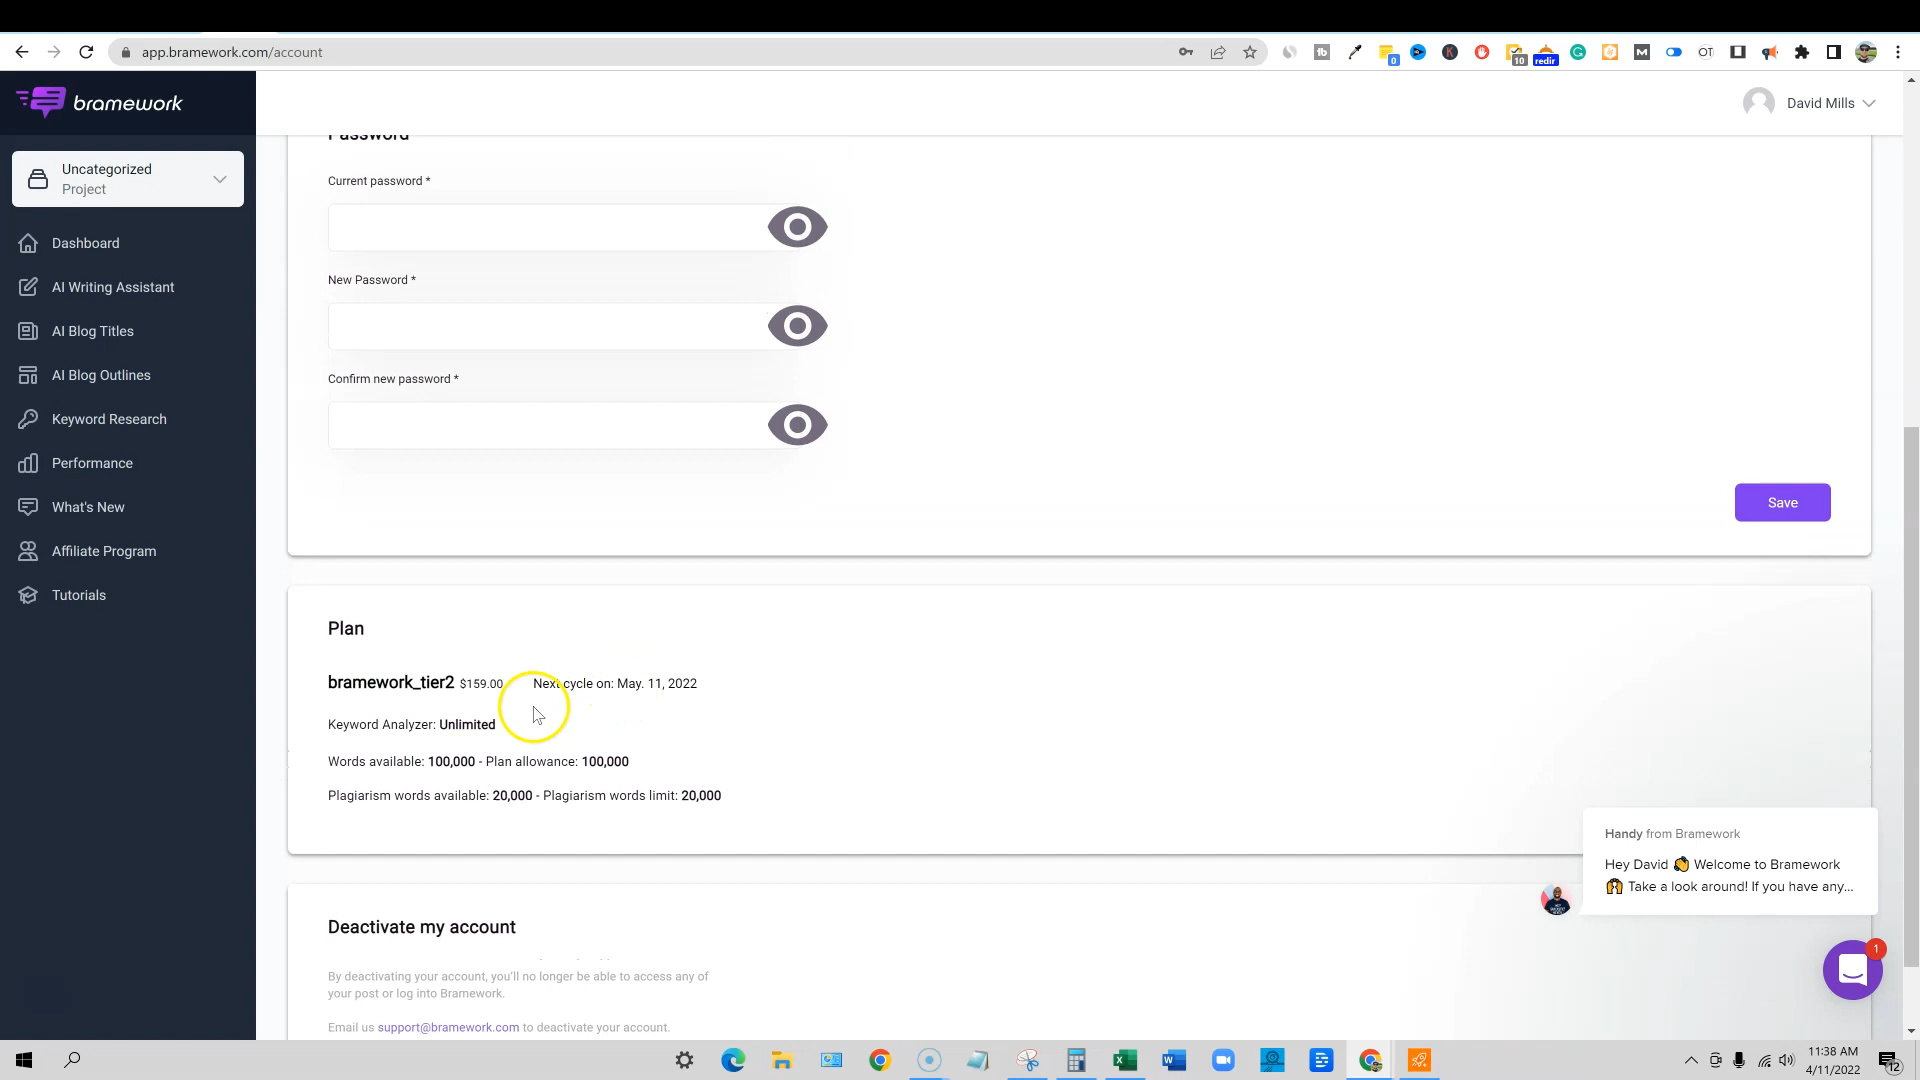 app.bramework.com/account
0
10
redir
bramework
David Mills
Uncategorized
Project
Dashboard
AI Writing Assistant
AI Blog Titles
AI Blog Outlines
Keyword Research
Performance
What's New
Affiliate Program
Tutorials
Password
Current password *
New Password *
Confirm new password *
Save
Plan
bramework_tier2 $159.00 Next cycle on: May. 11, 2022
Keyword Analyzer: Unlimited
Words available: 100,000 - Plan allowance: 100,000
Plagiarism words available: 20,000 - Plagiarism words limit: 20,000
Deactivate my account
By deactivating your account, you'll no longer be able to access any of
your post or log into Bramework.
Email us support@bramework.com to deactivate your account.
Handy from Bramework
Hey David 👏 Welcome to Bramework
🙌 Take a look around! If you have any...
1
11:38 AM
4/11/2022
12